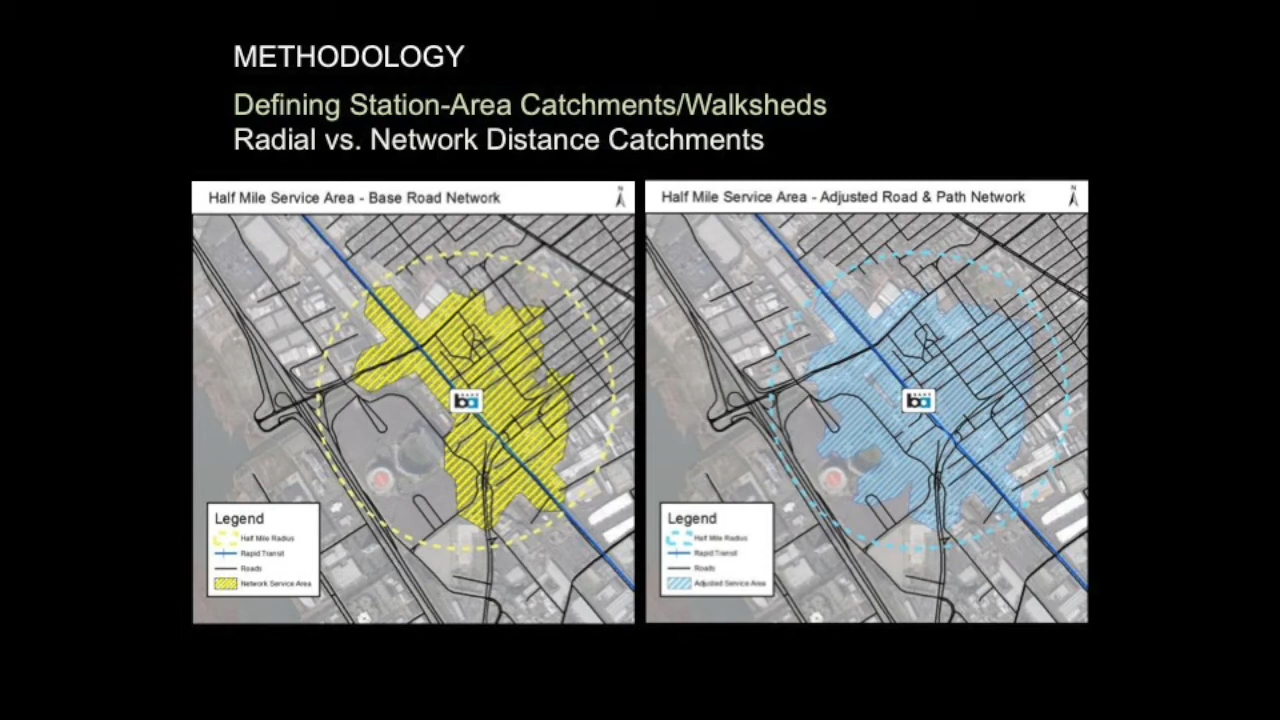 METHODOLOGY
Defining Station-Area Catchments/Walksheds
Radial vs. Network Distance Catchments
Half Mile Service Area - Base Road Network
N
Legend
Half Mile Radius
Rapid Transit
Roads
Network Service Area
Half Mile Service Area - Adjusted Road & Path Network
N
Legend
Half Mile Radius
Rapid Transit
Roads
Adjusted Service Area
ba
ba